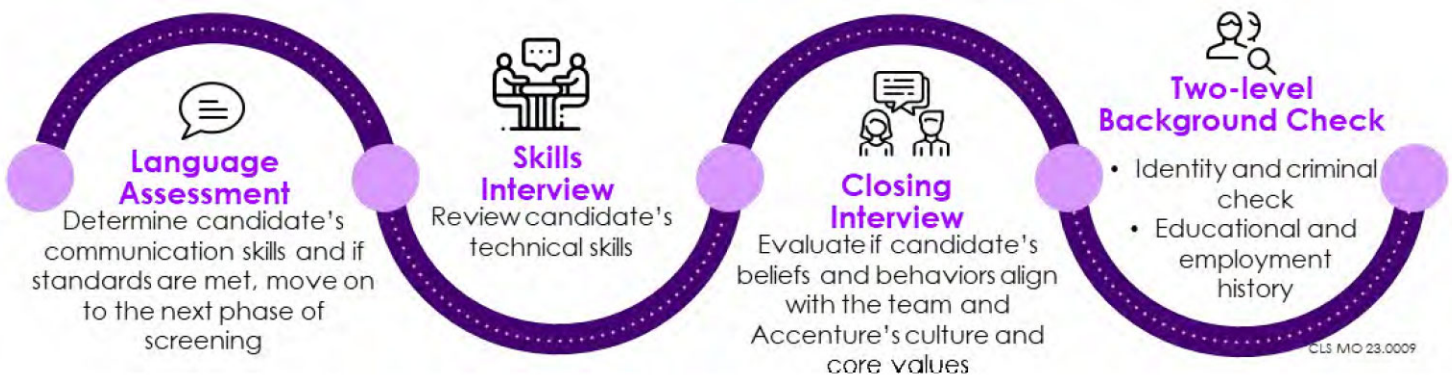 Language
Assessment
Determine candidate's
communication skills and if
standards are met, move on
to the next phase of
screening
Skills
Interview
Review candidate's
technical skills
Closing
Interview
Evaluate if candidate's
beliefs and behaviors align
with the team and
Accenture's culture and
core values
Two-level
Background Check
• Identity and criminal
check
• Educational and
employment
history
CLS MO 23.0009